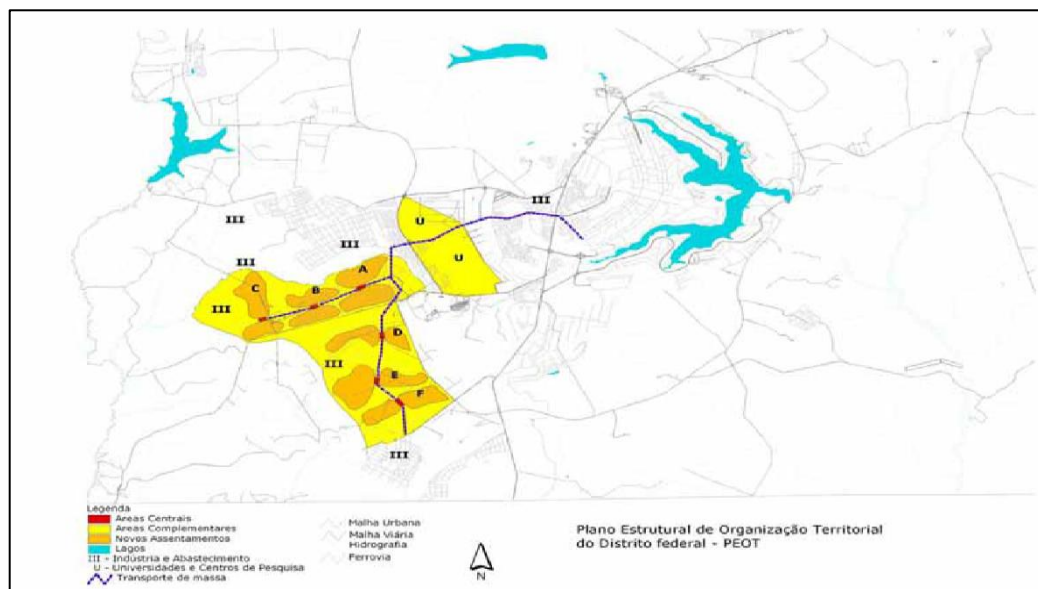 III
U
III
III
A
U
III
C
B
III
D
III
E
F
III
Legenda
Areas Centrais
Areas Complementares
Novos Assentamentos
Lagos
III - Indústria e Abastecimento
U - Universidades e Centros de Pesquisa
Transporte de massa
Malha Urbana
Malha Viária
Hidrografia
Ferrovia
N
Plano Estrutural de Organização Territorial
do Distrito federal - PEOT